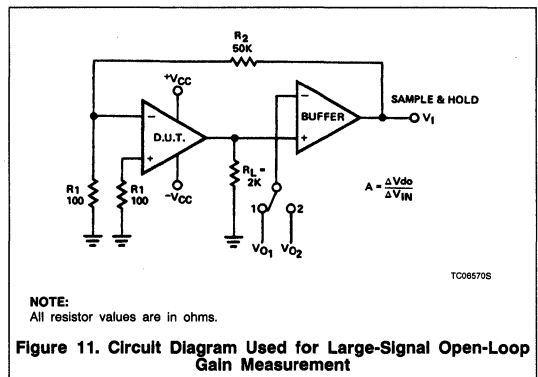 R2
50K
+VCC
SAMPLE & HOLD
−
D.U.T.
+
−
BUFFER
+
VI
R1
100
R1
100
−VCC
RL =
2K
1
2
VO1
VO2
A = ΔVdo
ΔVIN
TC06570S
NOTE:
All resistor values are in ohms.
Figure 11. Circuit Diagram Used for Large-Signal Open-Loop
Gain Measurement